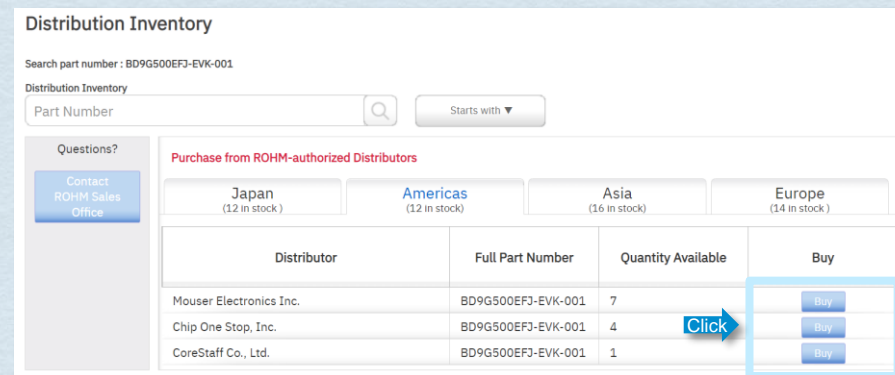 Distribution Inventory
Search part number : BD9G500EFJ-EVK-001
Distribution Inventory
Part Number
Starts with ▼
Questions?
Contact
ROHM Sales
Office
Purchase from ROHM-authorized Distributors
Japan
(12 in stock )
Americas
(12 in stock)
Asia
(16 in stock)
Europe
(14 in stock )
Distributor Full Part Number Quantity Available Buy
Mouser Electronics Inc. BD9G500EFJ-EVK-001 7 Buy
Chip One Stop, Inc. BD9G500EFJ-EVK-001 4 Click Buy
CoreStaff Co., Ltd. BD9G500EFJ-EVK-001 1 Buy